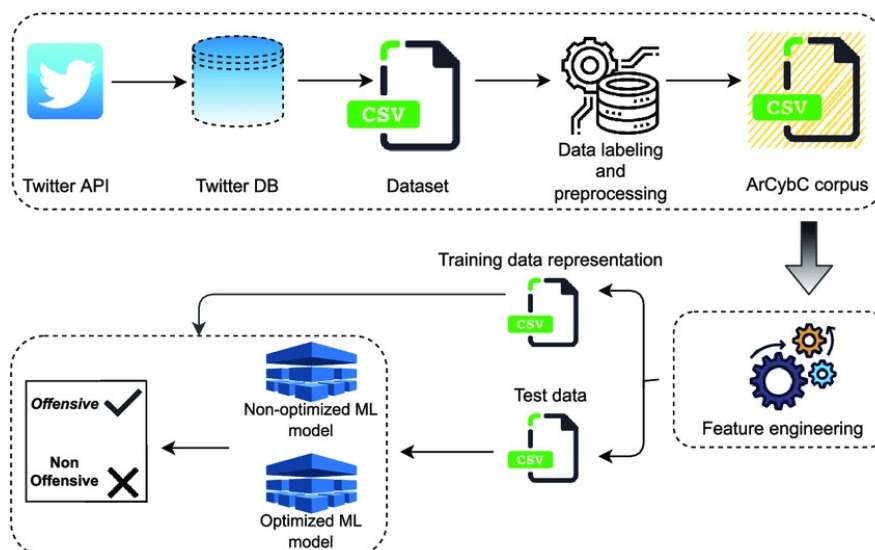 CSV
CSV
Twitter API
Twitter DB
Dataset
Data labeling
and
preprocessing
ArCybC corpus
Training data representation
CSV
Feature engineering
Non-optimized ML
model
Test data
CSV
Optimized ML
model
Offensive
Non
Offensive